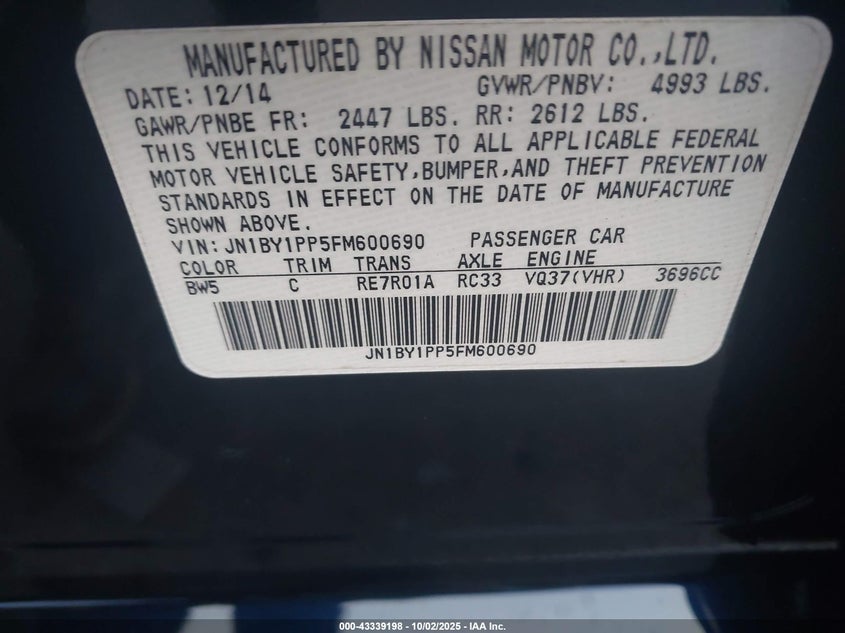 MANUFACTURED BY NISSAN MOTOR CO.,LTD.
DATE: 12/14 GVWR/PNBV: 4993 LBS.
GAWR/PNBE FR: 2447 LBS. RR: 2612 LBS.
THIS VEHICLE CONFORMS TO ALL APPLICABLE FEDERAL
MOTOR VEHICLE SAFETY,BUMPER,AND THEFT PREVENTION
STANDARDS IN EFFECT ON THE DATE OF MANUFACTURE
SHOWN ABOVE.
VIN: JN1BY1PP5FM600690 PASSENGER CAR
COLOR TRIM TRANS AXLE ENGINE
BW5 C RE7R01A RC33 VQ37(VHR) 3696CC
JN1BY1PP5FM600690
000-43339198 - 10/02/2025 - IAA Inc.